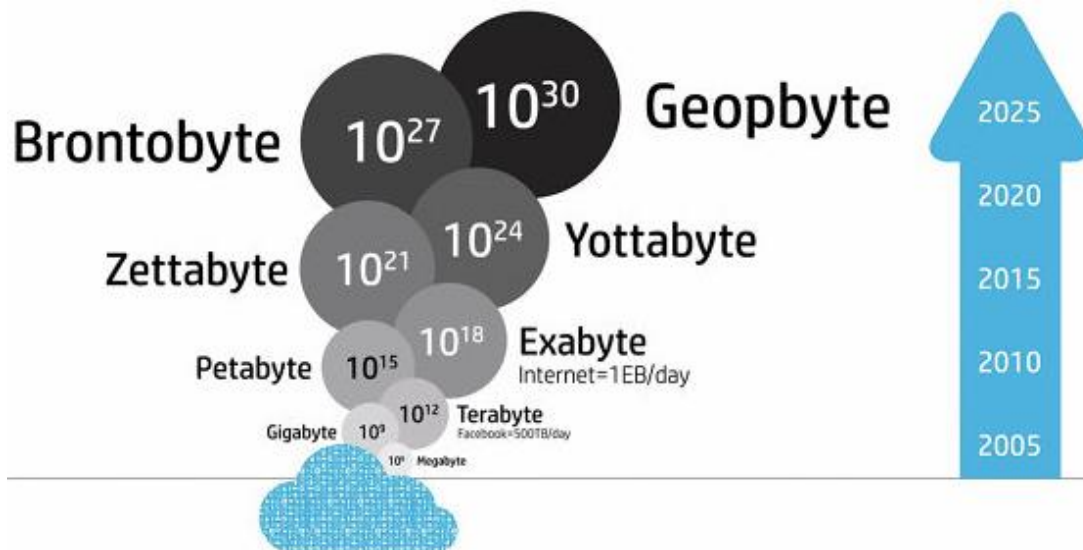 10³⁰
Geopbyte
Brontobyte
10²⁷
10²⁴
Yottabyte
Zettabyte
10²¹
10¹⁸
Exabyte
Internet=1EB/day
Petabyte
10¹⁵
10¹²
Terabyte
Facebook=500TB/day
Gigabyte
10⁹
Megabyte
2025
2020
2015
2010
2005